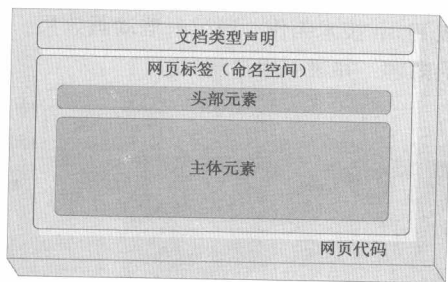 文档类型声明
网页标签（命名空间）
头部元素
主体元素
网页代码